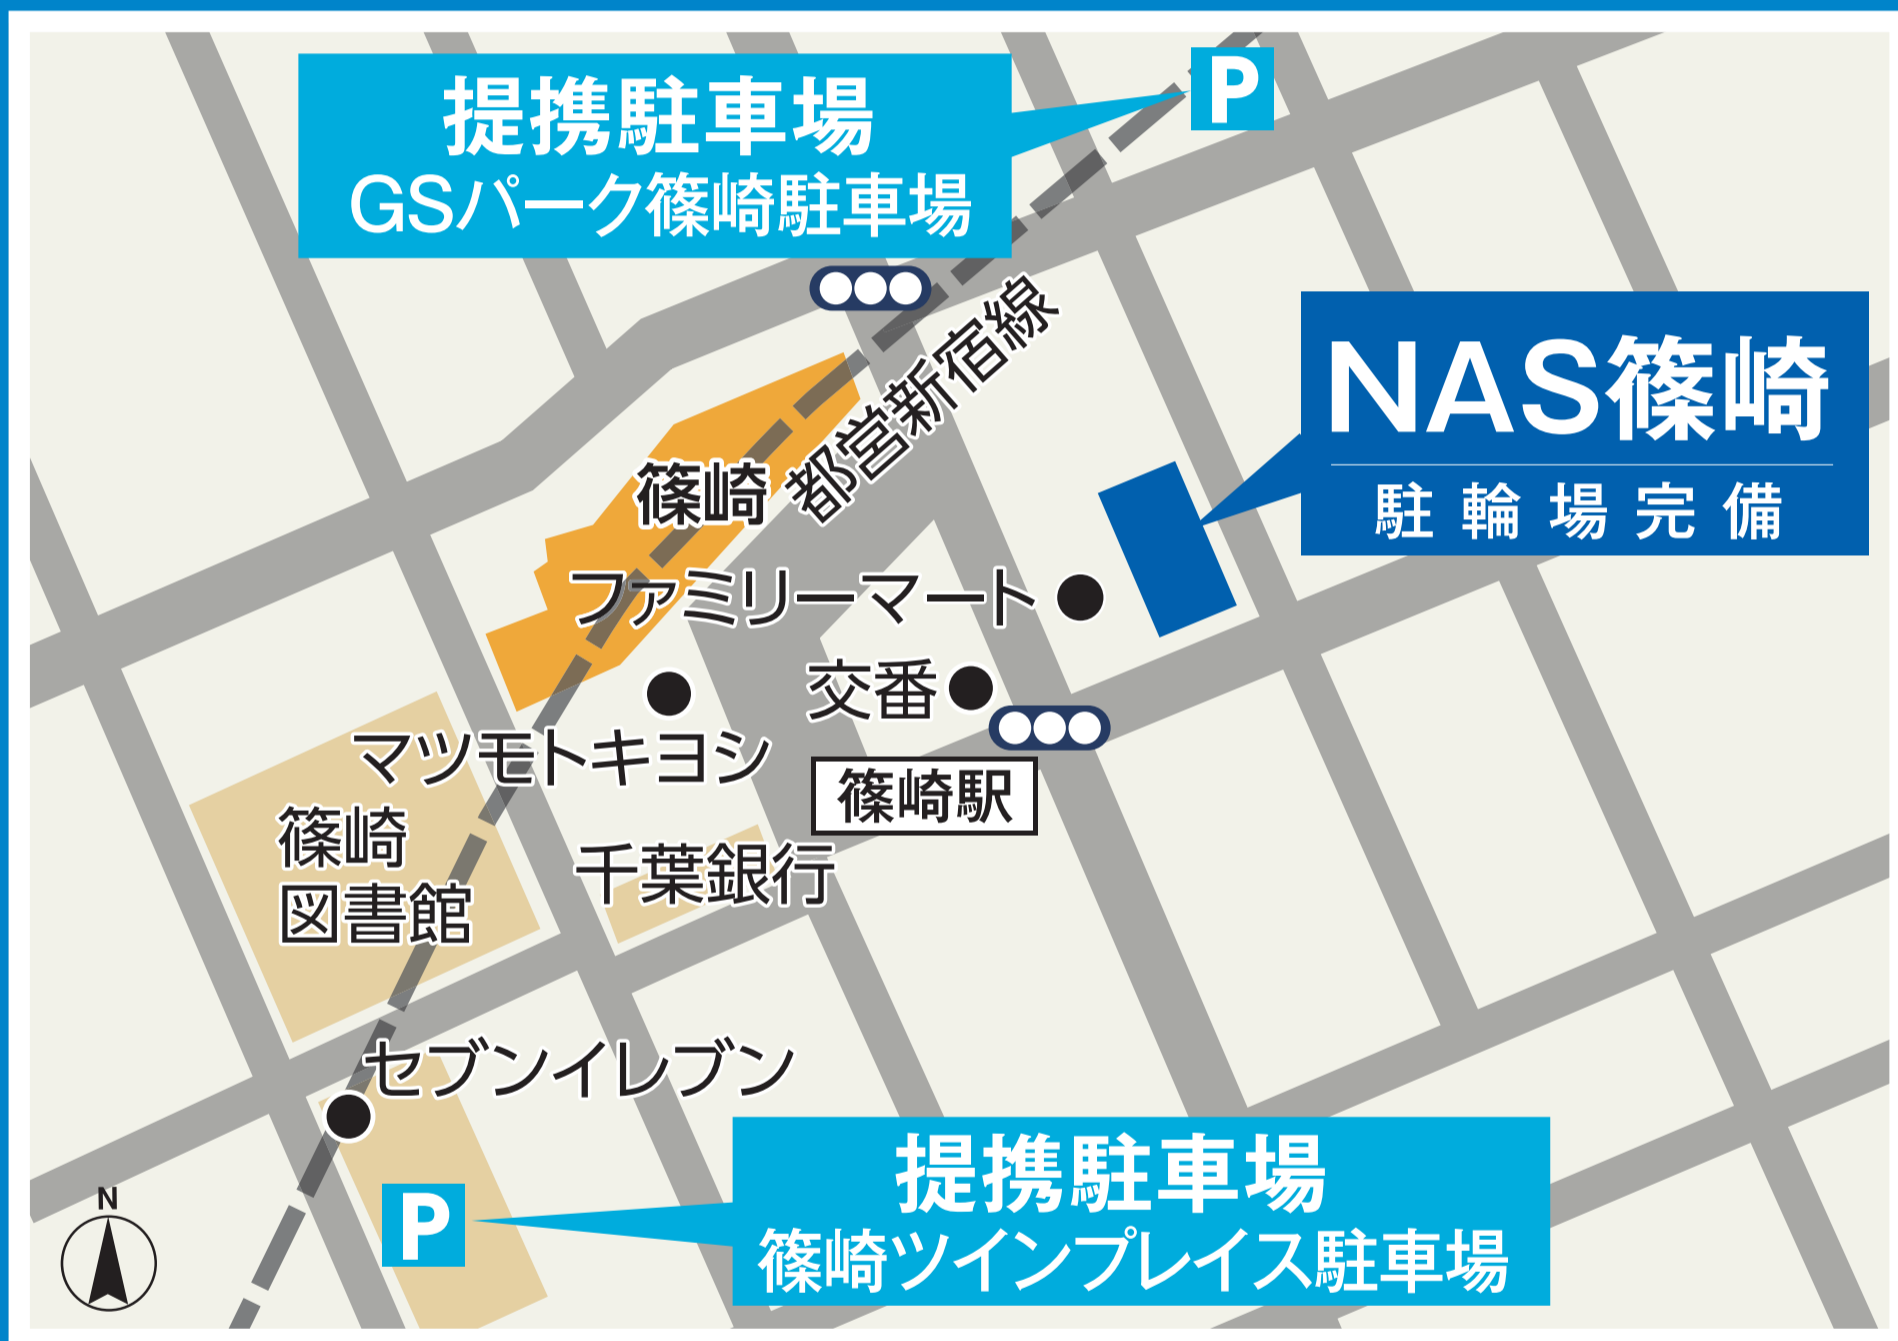 提携駐車場
GSパーク篠崎駐車場
P
都営新宿線
NAS篠崎
駐輪場完備
篠崎
ファミリーマート
交番
マツモトキヨシ
篠崎駅
篠崎
図書館
千葉銀行
セブンイレブン
提携駐車場
篠崎ツインプレイス駐車場
P
N